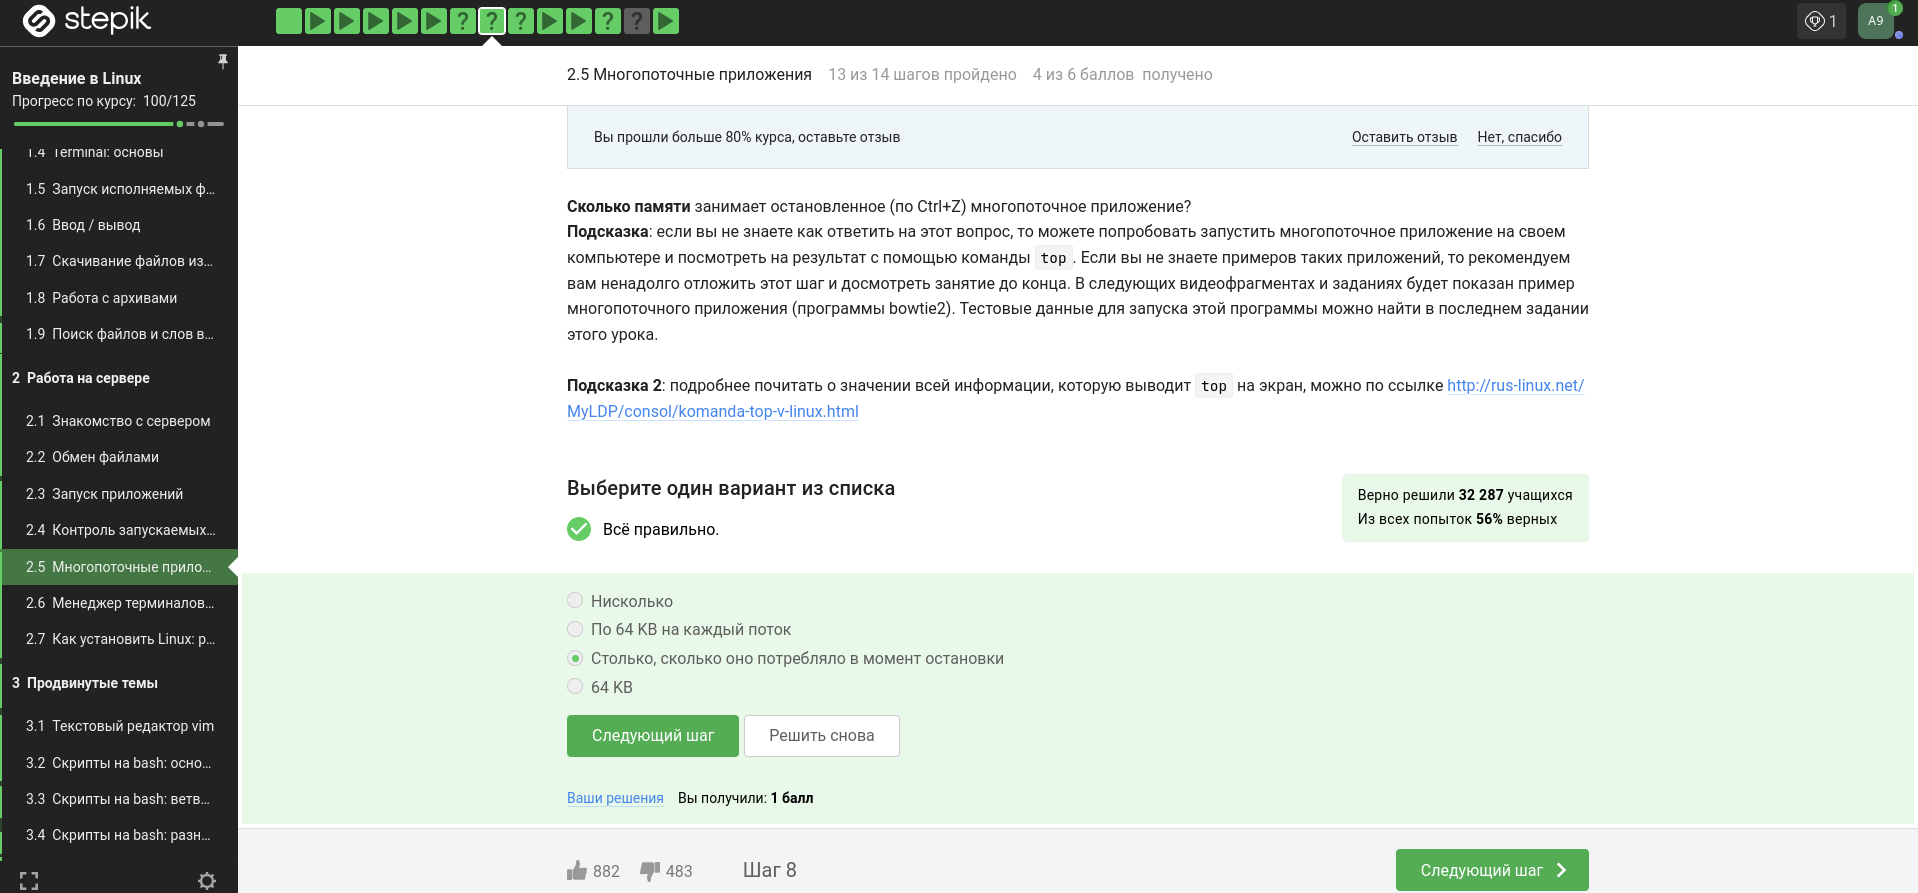 stepik
?
?
?
?
?
1
A9
1
Введение в Linux
Прогресс по курсу: 100/125
1.4 Terminal: основы
1.5 Запуск исполняемых ф...
1.6 Ввод / вывод
1.7 Скачивание файлов из...
1.8 Работа с архивами
1.9 Поиск файлов и слов в...
2 Работа на сервере
2.1 Знакомство с сервером
2.2 Обмен файлами
2.3 Запуск приложений
2.4 Контроль запускаемых...
2.5 Многопоточные прило...
2.6 Менеджер терминалов...
2.7 Как установить Linux: р...
3 Продвинутые темы
3.1 Текстовый редактор vim
3.2 Скрипты на bash: осно...
3.3 Скрипты на bash: ветв...
3.4 Скрипты на bash: разн...
2.5 Многопоточные приложения 13 из 14 шагов пройдено 4 из 6 баллов получено
Вы прошли больше 80% курса, оставьте отзыв Оставить отзыв Нет, спасибо
Сколько памяти занимает остановленное (по Ctrl+Z) многопоточное приложение?
Подсказка: если вы не знаете как ответить на этот вопрос, то можете попробовать запустить многопоточное приложение на своем
компьютере и посмотреть на результат с помощью команды top. Если вы не знаете примеров таких приложений, то рекомендуем
вам ненадолго отложить этот шаг и досмотреть занятие до конца. В следующих видеофрагментах и заданиях будет показан пример
многопоточного приложения (программы bowtie2). Тестовые данные для запуска этой программы можно найти в последнем задании
этого урока.
Подсказка 2: подробнее почитать о значении всей информации, которую выводит top на экран, можно по ссылке http://rus-linux.net/
MyLDP/consol/komanda-top-v-linux.html
Выберите один вариант из списка
Всё правильно.
Верно решили 32 287 учащихся
Из всех попыток 56% верных
Нисколько
По 64 KB на каждый поток
Столько, сколько оно потребляло в момент остановки
64 KB
Следующий шаг Решить снова
Ваши решения Вы получили: 1 балл
882 483 Шаг 8 Следующий шаг